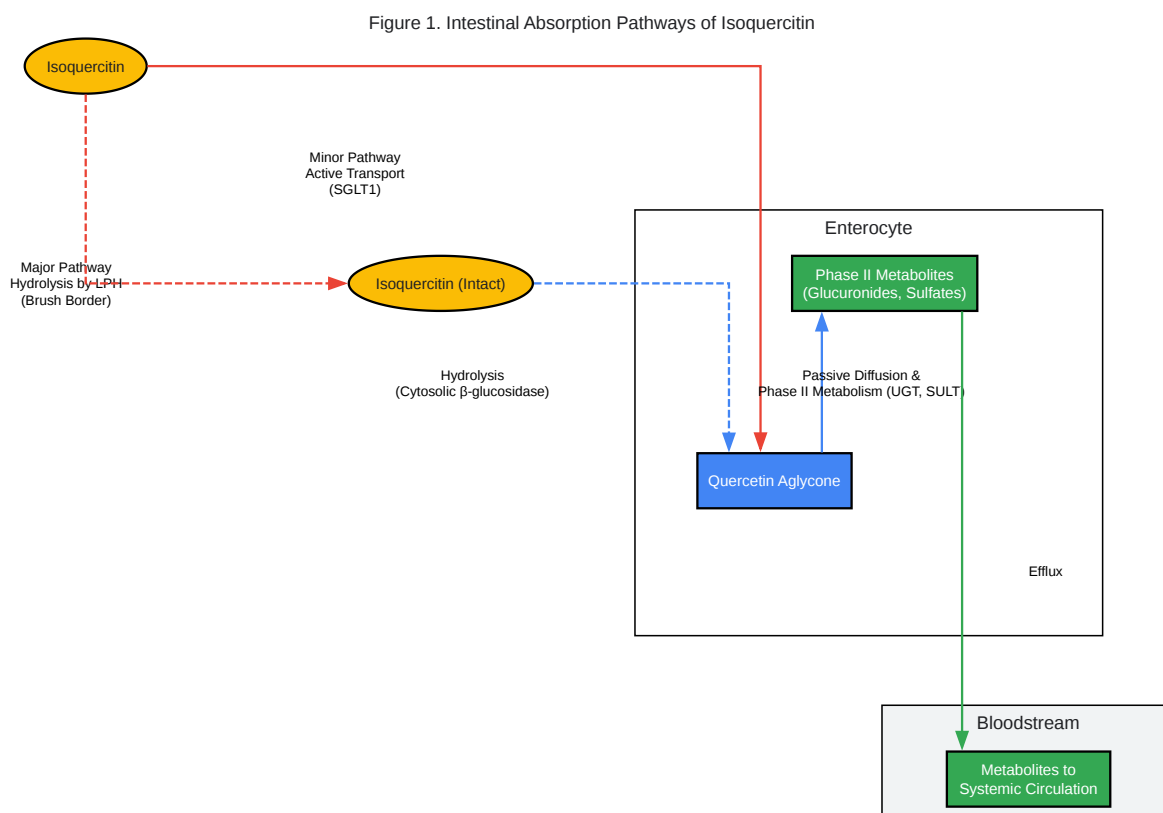 Figure 1. Intestinal Absorption Pathways of Isoquercitin
Isoquercitin
Minor Pathway
Active Transport
(SGLT1)
Enterocyte
Major Pathway
Hydrolysis by LPH
(Brush Border)
Isoquercitin (Intact)
Phase II Metabolites
(Glucuronides, Sulfates)
Hydrolysis
(Cytosolic β-glucosidase)
Passive Diffusion &
Phase II Metabolism (UGT, SULT)
Quercetin Aglycone
Efflux
Bloodstream
Metabolites to
Systemic Circulation